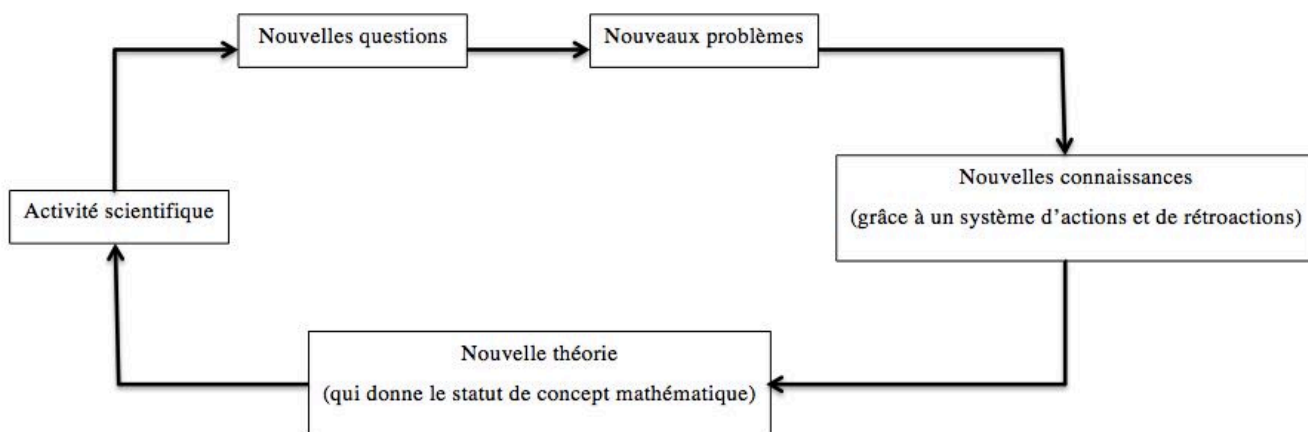 Nouvelles questions
Nouveaux problèmes
Nouvelles connaissances
(grâce à un système d’actions et de rétroactions)
Activité scientifique
Nouvelle théorie
(qui donne le statut de concept mathématique)